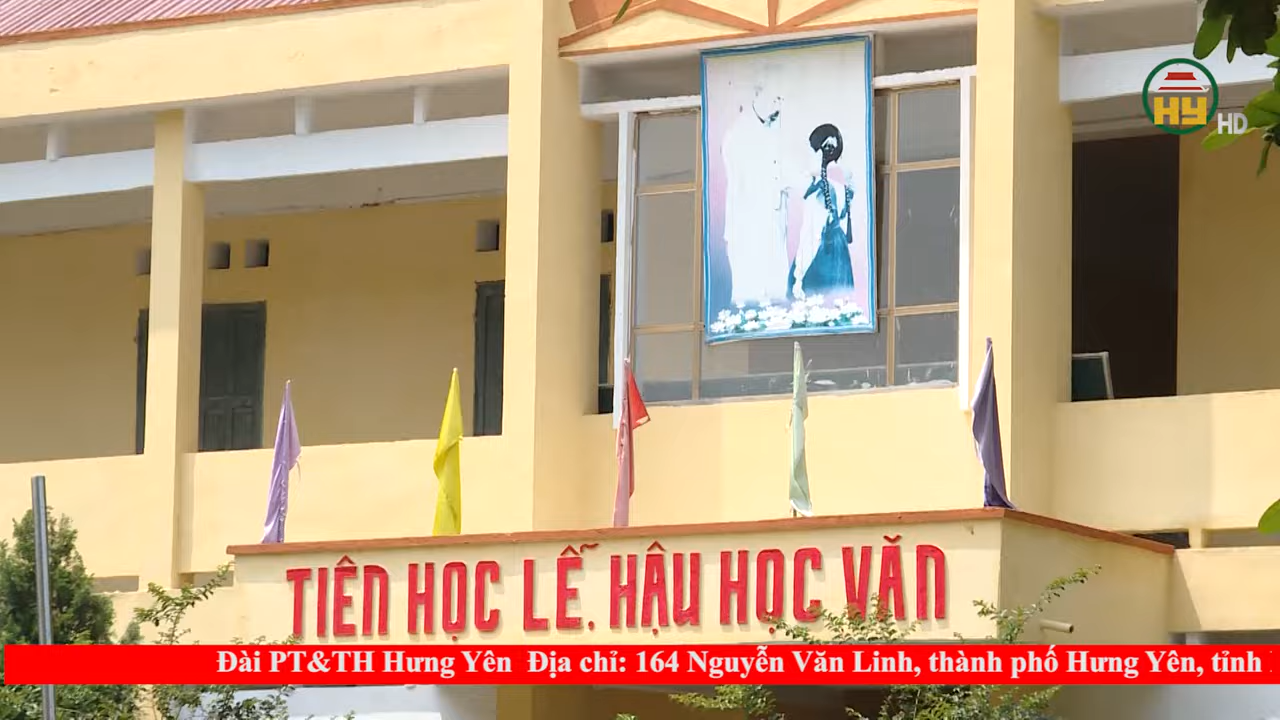 HY HD
TIÊN HỌC LỄ. HẬU HỌC VĂN
Đài PT&TH Hưng Yên Địa chỉ: 164 Nguyễn Văn Linh, thành phố Hưng Yên, tỉnh